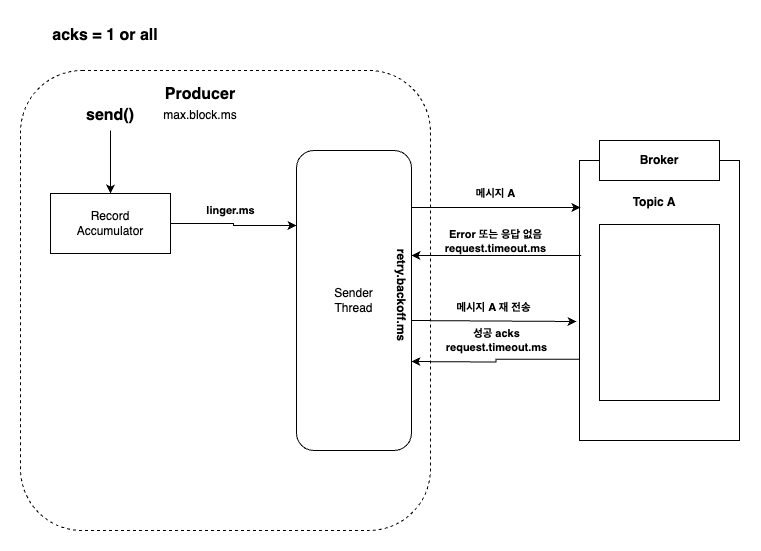 acks = 1 or all
Producer
send()
max.block.ms
Record
Accumulator
linger.ms
Sender
Thread
retry.backoff.ms
메시지 A
Error 또는 응답 없음
request.timeout.ms
메시지 A 재 전송
성공 acks
request.timeout.ms
Broker
Topic A